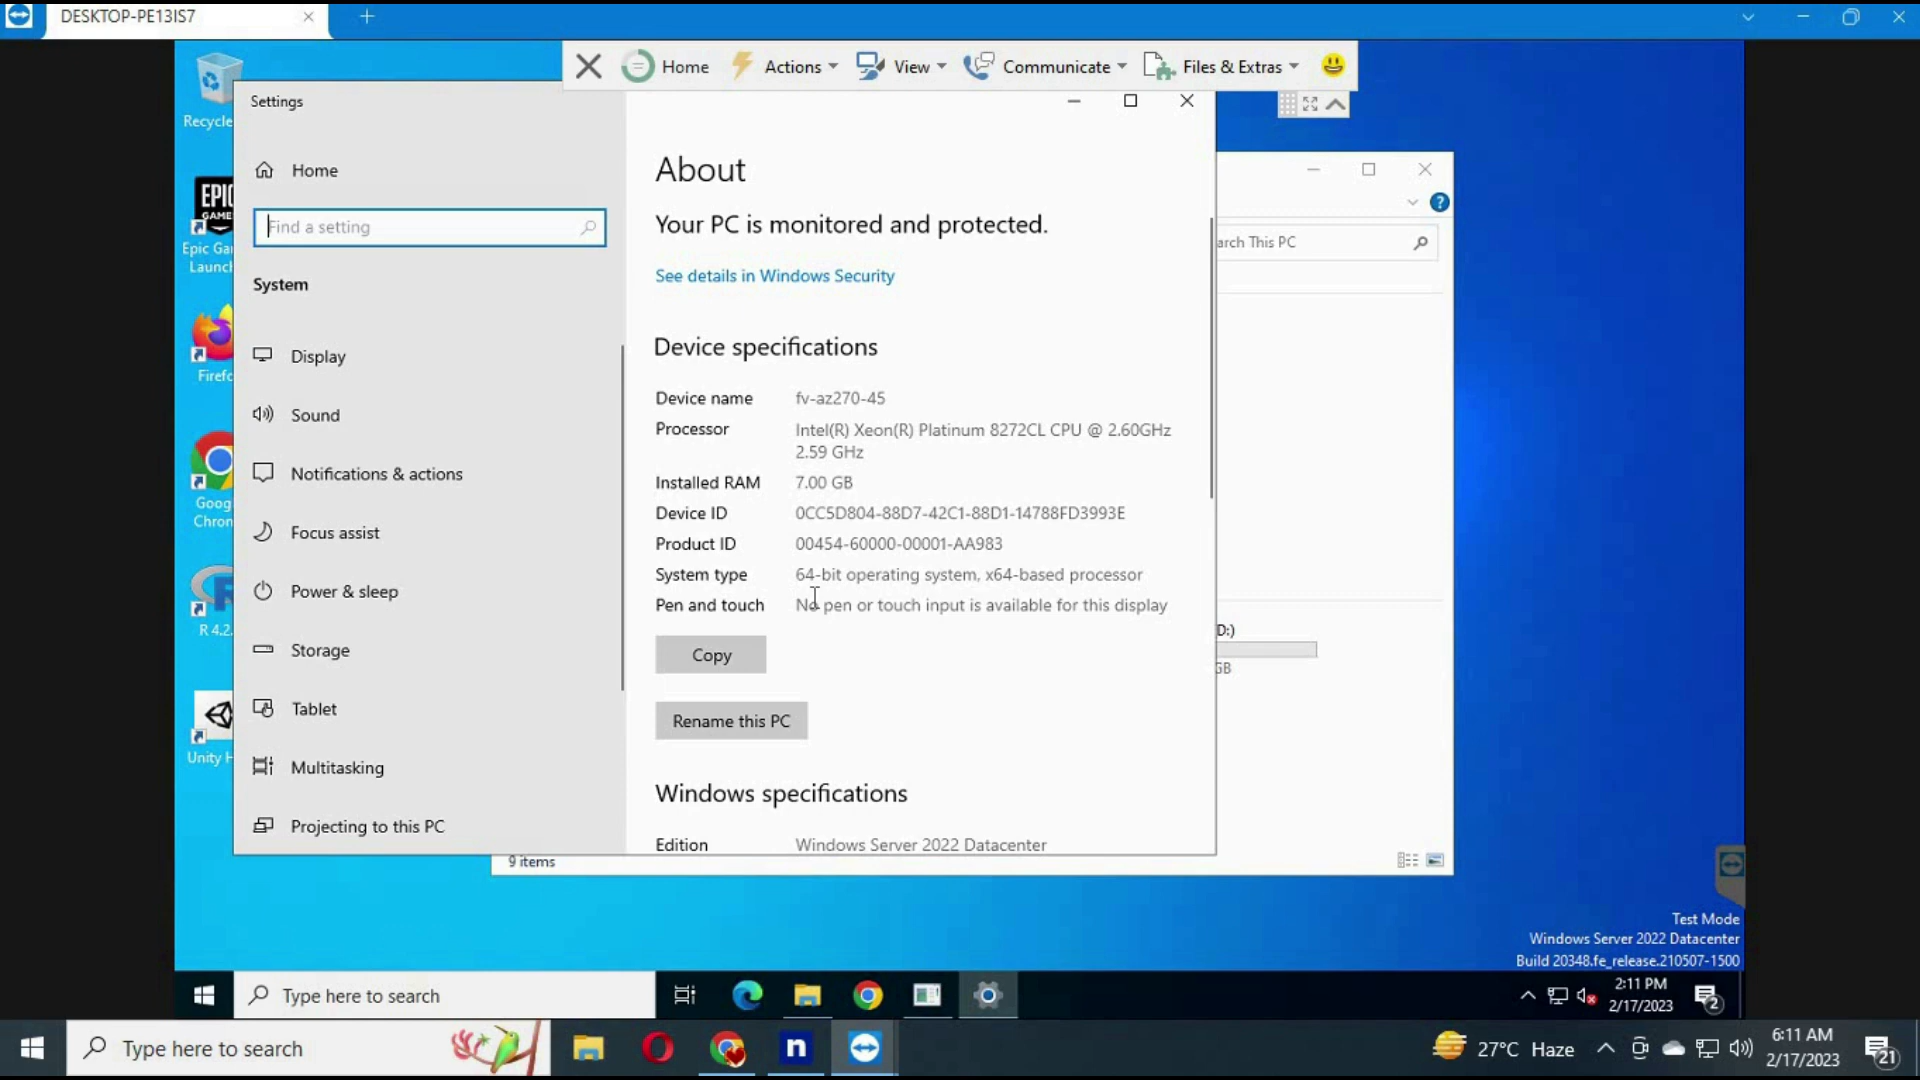 DESKTOP-PE13IS7
Home
Actions
View
Communicate
Files & Extras
Recycle
EPIC
GAMES
Epic Ga
Launch
Firefo
Goog
Chron
R 4.2.
Unity H
Settings
Home
Find a setting
System
Display
Sound
Notifications & actions
Focus assist
Power & sleep
Storage
Tablet
Multitasking
Projecting to this PC
About
Your PC is monitored and protected.
See details in Windows Security
Device specifications
Device name fv-az270-45
Processor Intel(R) Xeon(R) Platinum 8272CL CPU @ 2.60GHz
2.59 GHz
Installed RAM 7.00 GB
Device ID 0CC5D804-88D7-42C1-88D1-14788FD3993E
Product ID 00454-60000-00001-AA983
System type 64-bit operating system, x64-based processor
Pen and touch No pen or touch input is available for this display
Copy
Rename this PC
Windows specifications
Edition Windows Server 2022 Datacenter
arch This PC
D:)
GB
9 items
Test Mode
Windows Server 2022 Datacenter
Build 20348.fe_release.210507-1500
Type here to search
2:11 PM
2/17/2023
2
Type here to search
27°C Haze
6:11 AM
2/17/2023
21